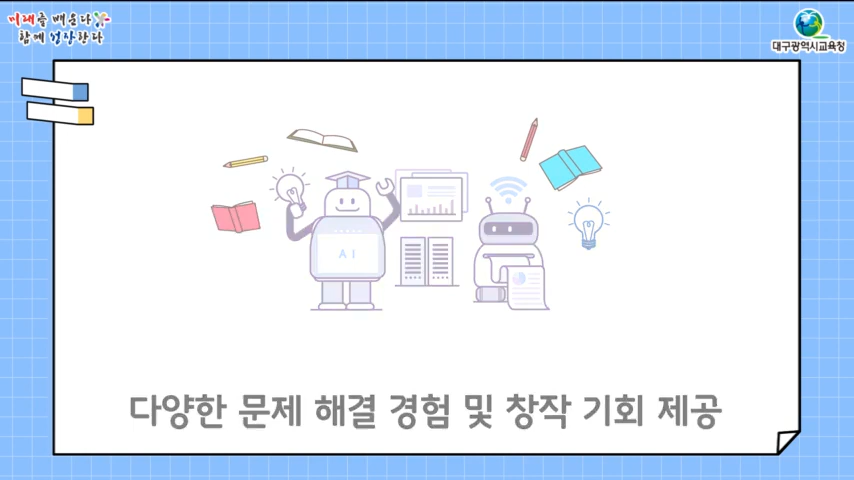 미래를 배운다
함께 성장한다
대구광역시교육청
AI
다양한 문제 해결 경험 및 창작 기회 제공